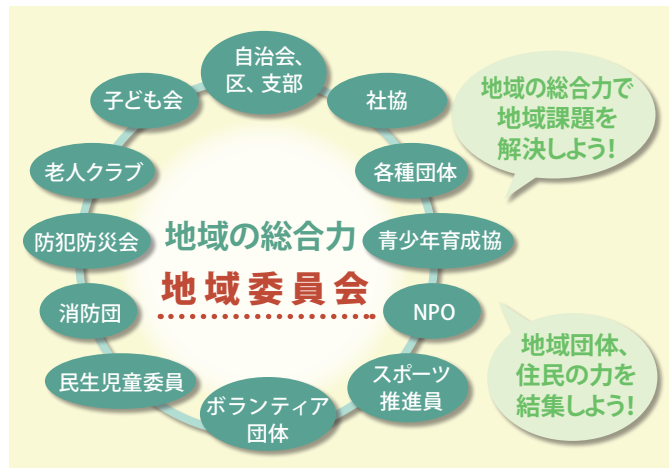 自治会、
区、支部
社協
各種団体
青少年育成協
NPO
スポーツ
推進員
ボランティア
団体
民生児童委員
消防団
防犯防災会
老人クラブ
子ども会
地域の総合力
地域委員会
地域の総合力で
地域課題を
解決しよう!
地域団体、
住民の力を
結集しよう!